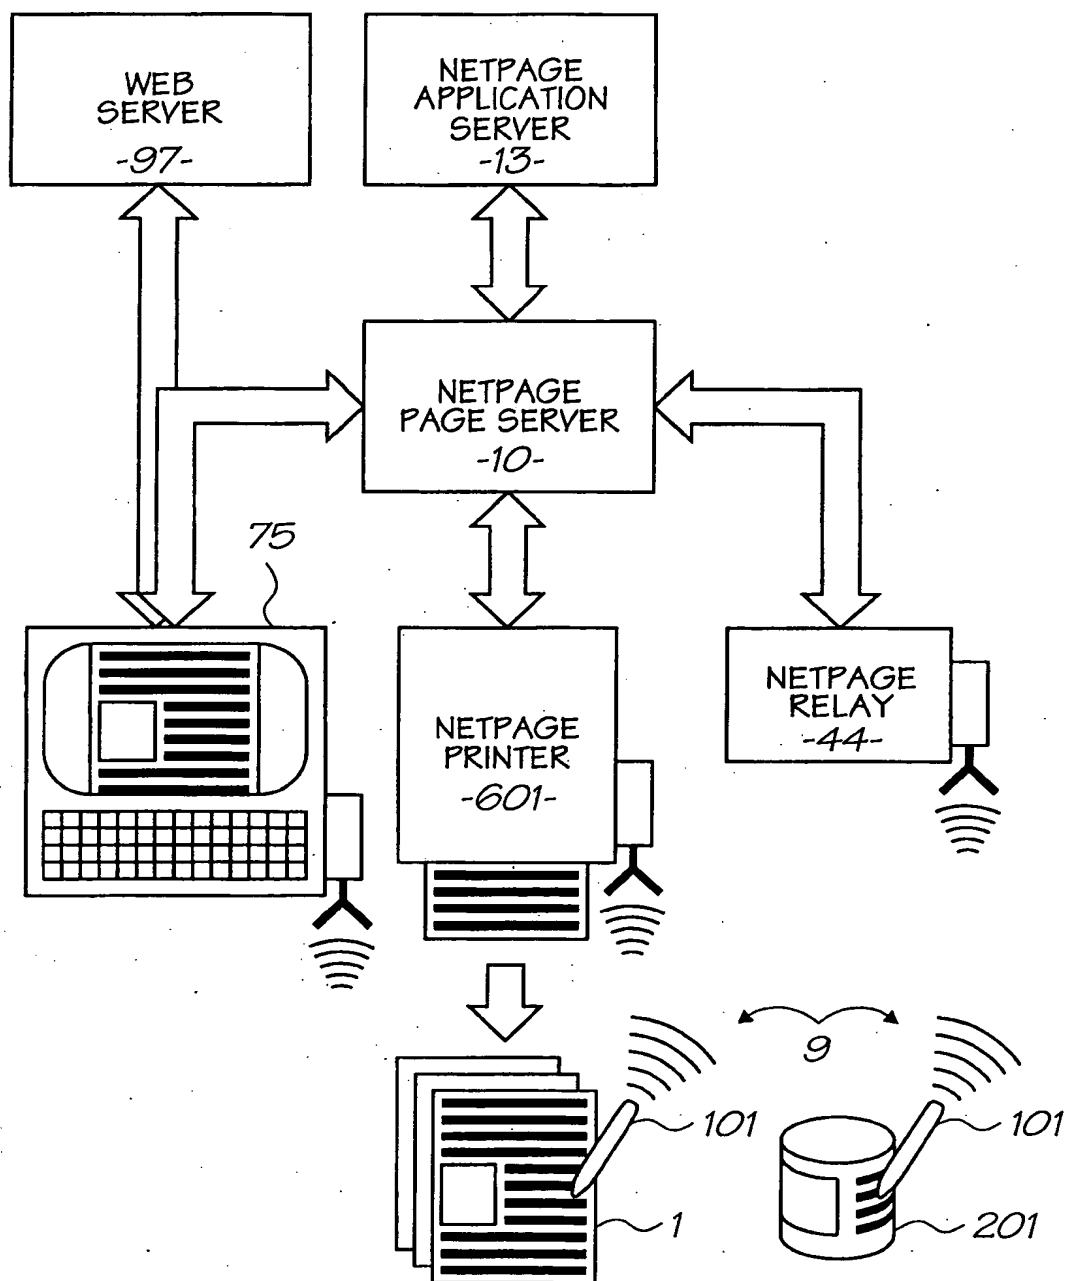 WEB
SERVER
-97-
NETPAGE
APPLICATION
SERVER
-13-
NETPAGE
PAGE SERVER
-10-
75
NETPAGE
PRINTER
-601-
NETPAGE
RELAY
-44-
9
101
101
1
201